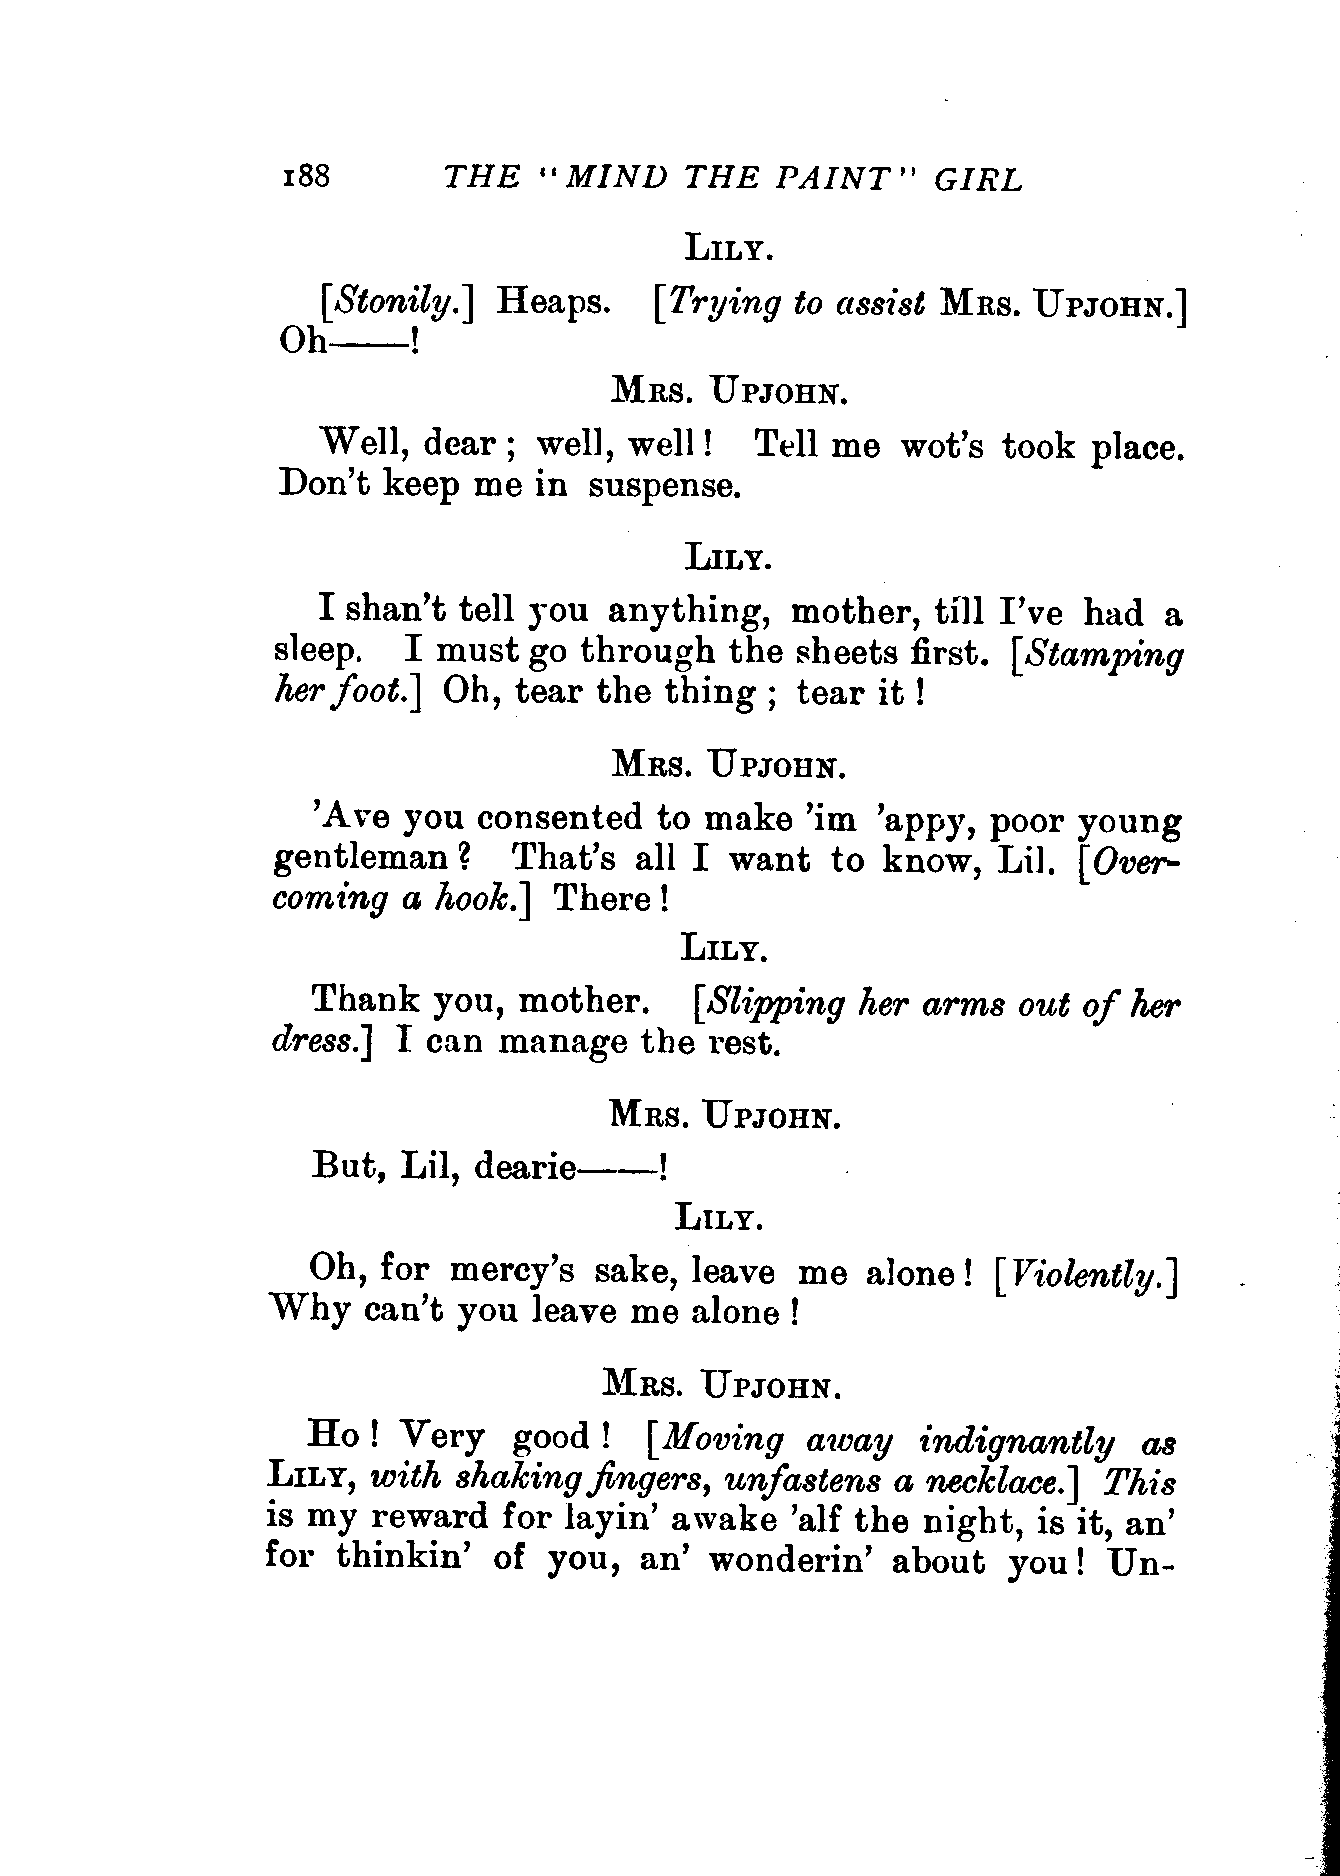 188 THE "MIND THE PAINT" GIRL
LILY.
[Stonily.] Heaps. [Trying to assist MRS. UPJOHN.]
Oh——!
MRS. UPJOHN.
Well, dear; well, well! Tell me wot's took place.
Don't keep me in suspense.
LILY.
I shan't tell you anything, mother, till I've had a
sleep. I must go through the sheets first. [Stamping
her foot.] Oh, tear the thing; tear it!
MRS. UPJOHN.
'Ave you consented to make 'im 'appy, poor young
gentleman? That's all I want to know, Lil. [Over-
coming a hook.] There!
LILY.
Thank you, mother. [Slipping her arms out of her
dress.] I can manage the rest.
MRS. UPJOHN.
But, Lil, dearie——!
LILY.
Oh, for mercy's sake, leave me alone! [Violently.]
Why can't you leave me alone!
MRS. UPJOHN.
Ho! Very good! [Moving away indignantly as
LILY, with shaking fingers, unfastens a necklace.] This
is my reward for layin' awake 'alf the night, is it, an'
for thinkin' of you, an' wonderin' about you! Un-